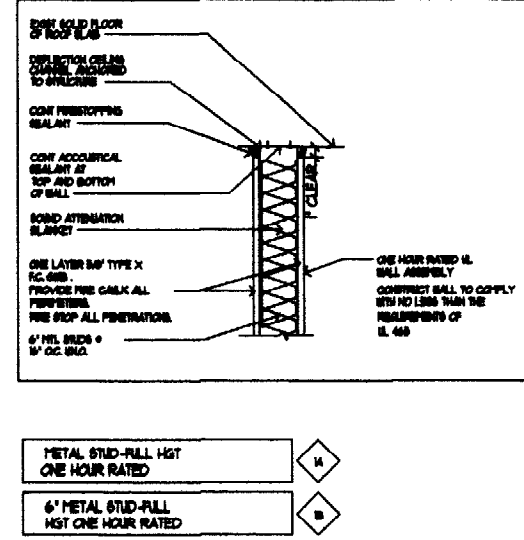 EXIST SOLID FLOOR
OF ROOF SLAB
DEFLECTION CEILING
CHANNEL ANCHORED
TO STRUCTURE
CONT FIRESTOPPING
SEALANT
CONT ACCOUSTICAL
SEALANT AT
TOP AND BOTTOM
OF WALL
1" CLEAR
SOUND ATTENUATION
BLANKET
ONE LAYER 5/8" TYPE X
F.C. GWB.
PROVIDE FIRE CAULK ALL
PERIMETERS.
FIRE STOP ALL PENETRATIONS.
6" MTL STUDS @
16" O.C. U.N.O.
ONE HOUR RATED UL
WALL ASSEMBLY
CONSTRUCT WALL TO COMPLY
WITH NO LESS THAN THE
REQUIREMENTS OF
UL 465
METAL STUD-FULL HGT
ONE HOUR RATED
14
6" METAL STUD-FULL
HGT ONE HOUR RATED